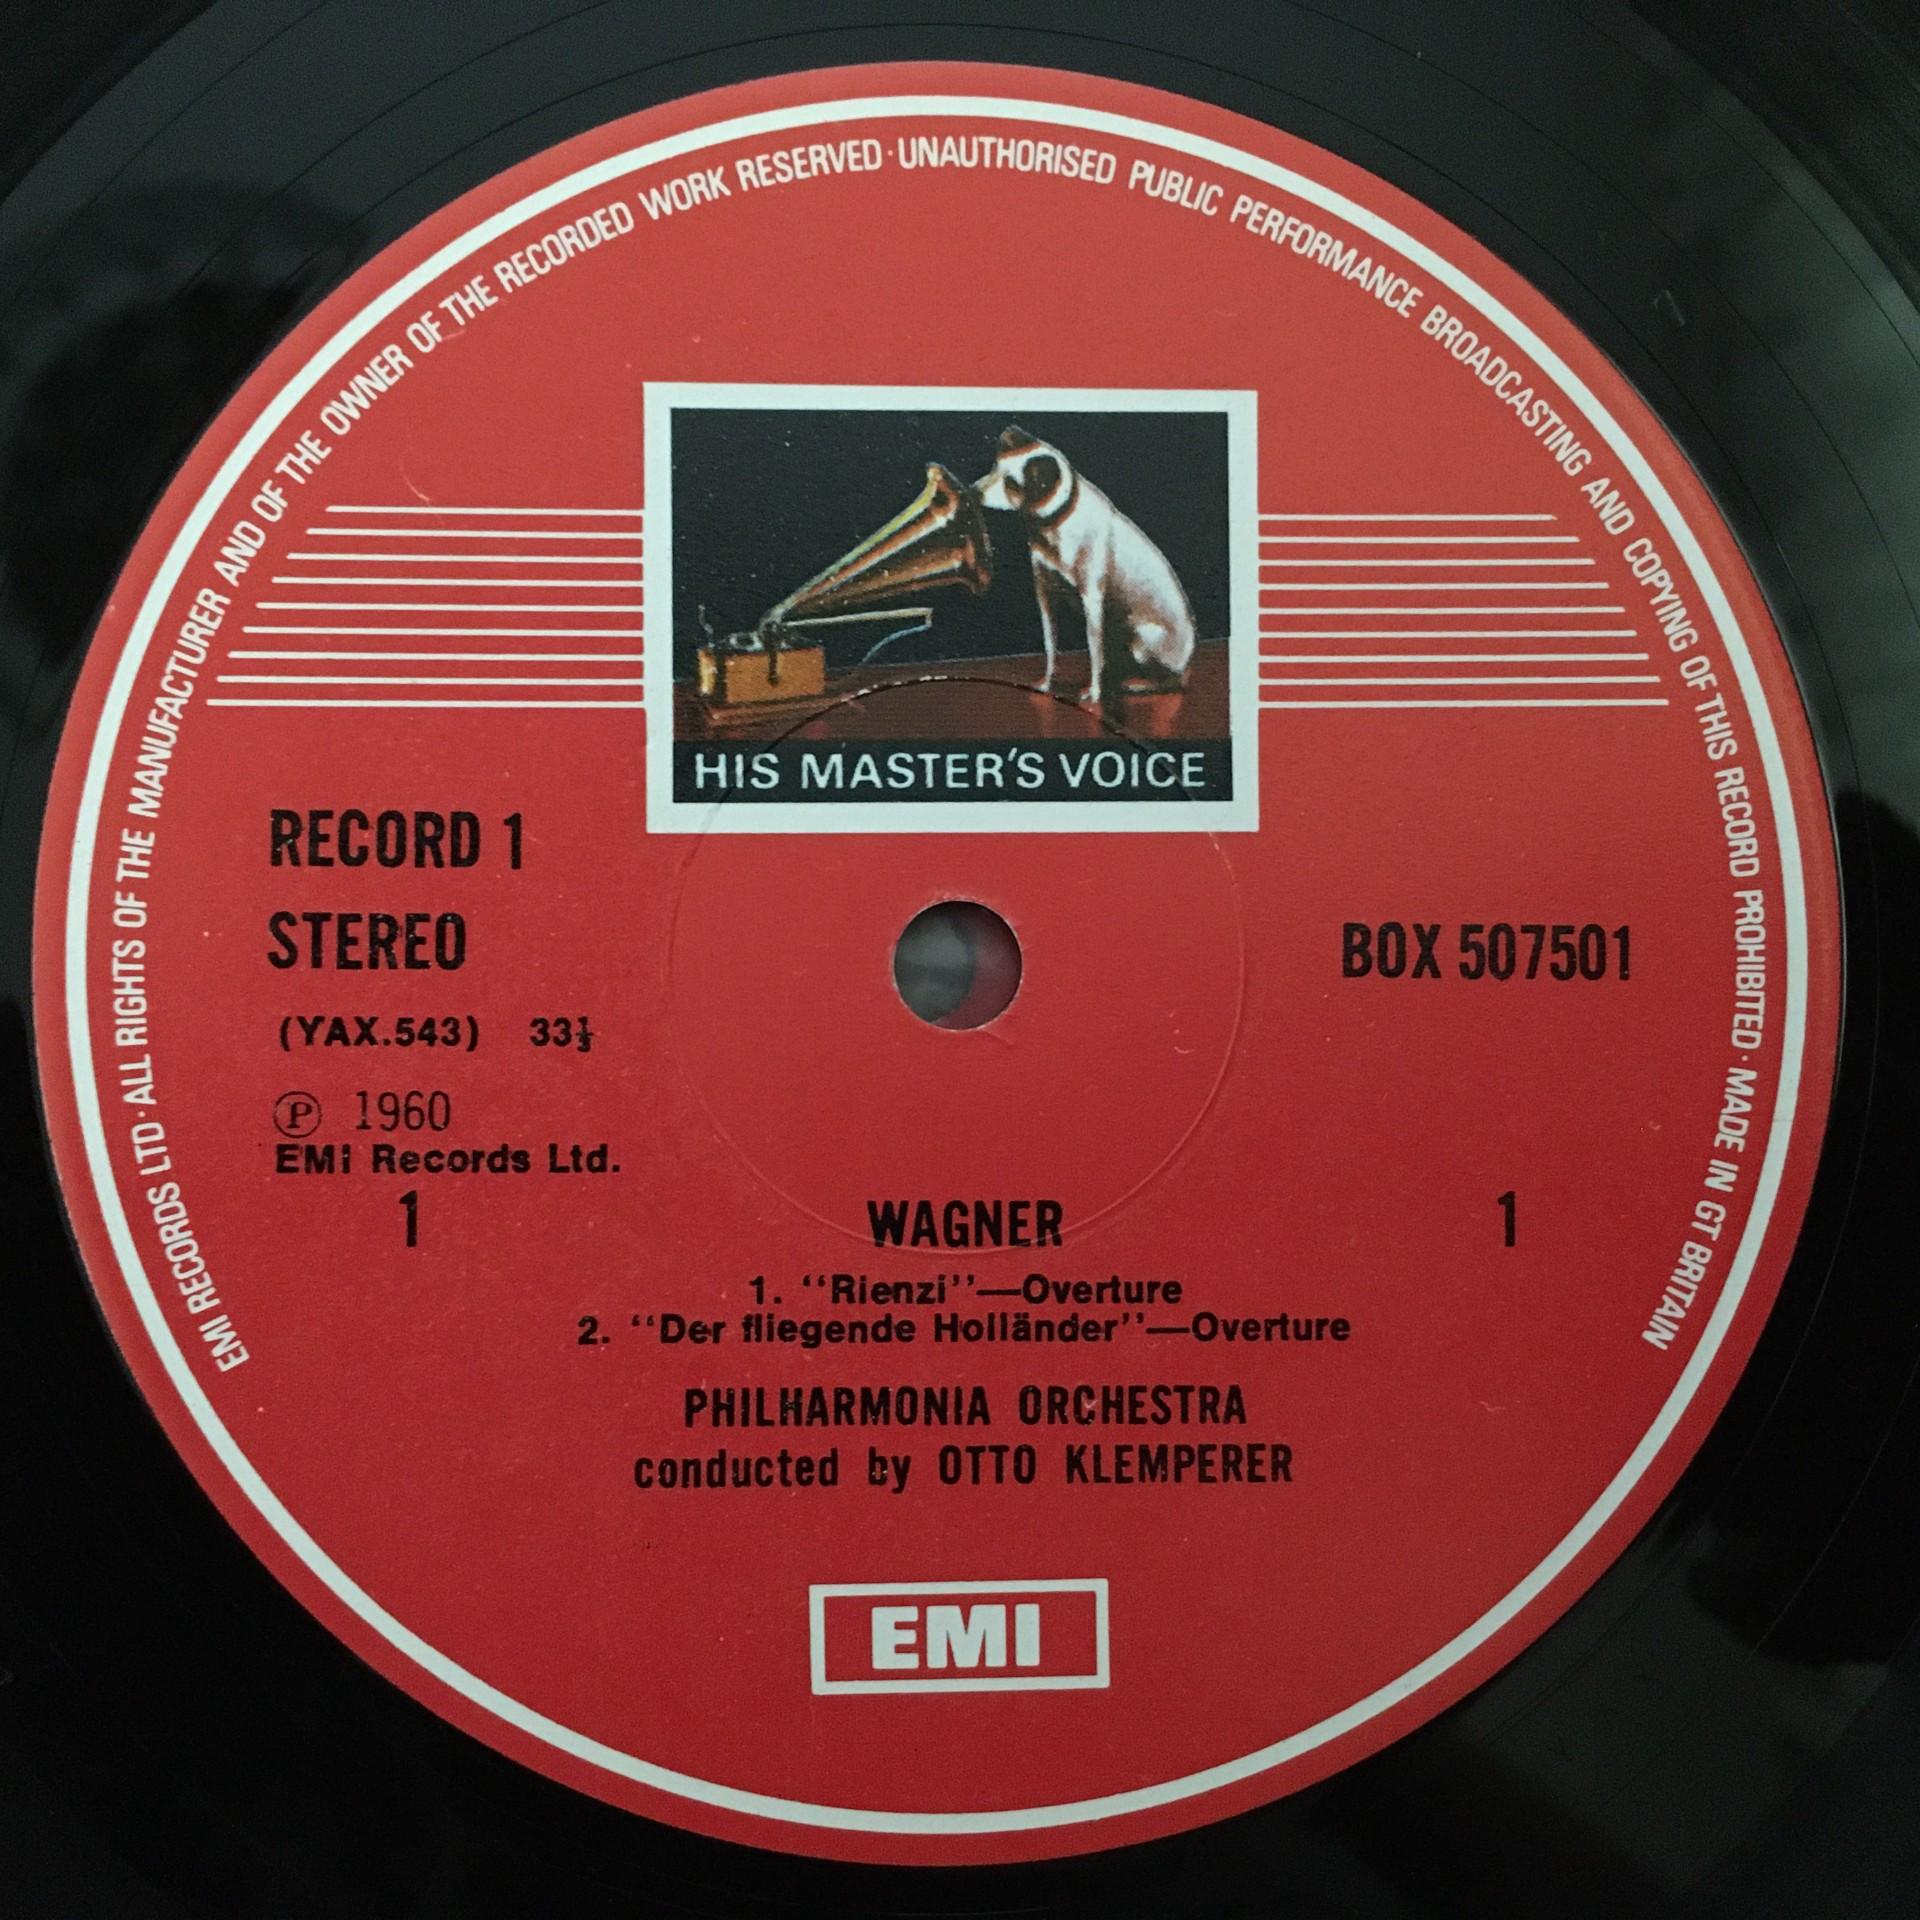 EMI RECORDS LTD · ALL RIGHTS OF THE MANUFACTURER AND OF THE OWNER OF THE RECORDED WORK RESERVED · UNAUTHORISED PUBLIC PERFORMANCE BROADCASTING AND COPYING OF THIS RECORD PROHIBITED · MADE IN GT BRITAIN
HIS MASTER'S VOICE
RECORD 1
STEREO
BOX 507501
(YAX.543) 33⅓
℗ 1960
EMI Records Ltd.
1 WAGNER 1
1. “Rienzi”—Overture
2. “Der fliegende Holländer”—Overture
PHILHARMONIA ORCHESTRA
conducted by OTTO KLEMPERER
EMI